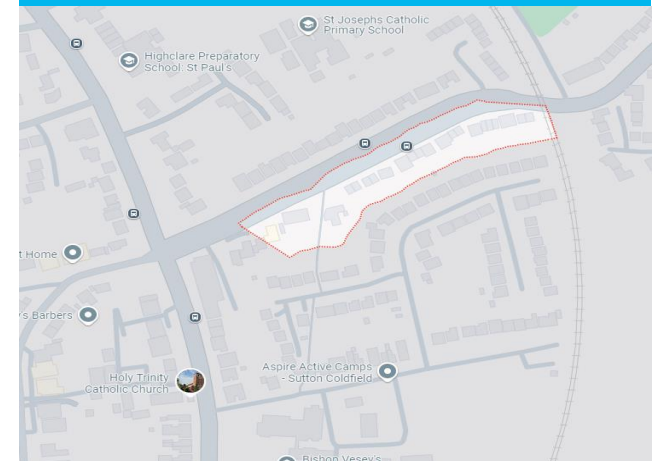 St Josephs Catholic
Primary School
Highclare Preparatory
School: St Paul's
t Home
's Barbers
Holy Trinity
Catholic Church
Aspire Active Camps
- Sutton Coldfield
Bishop Vesey's